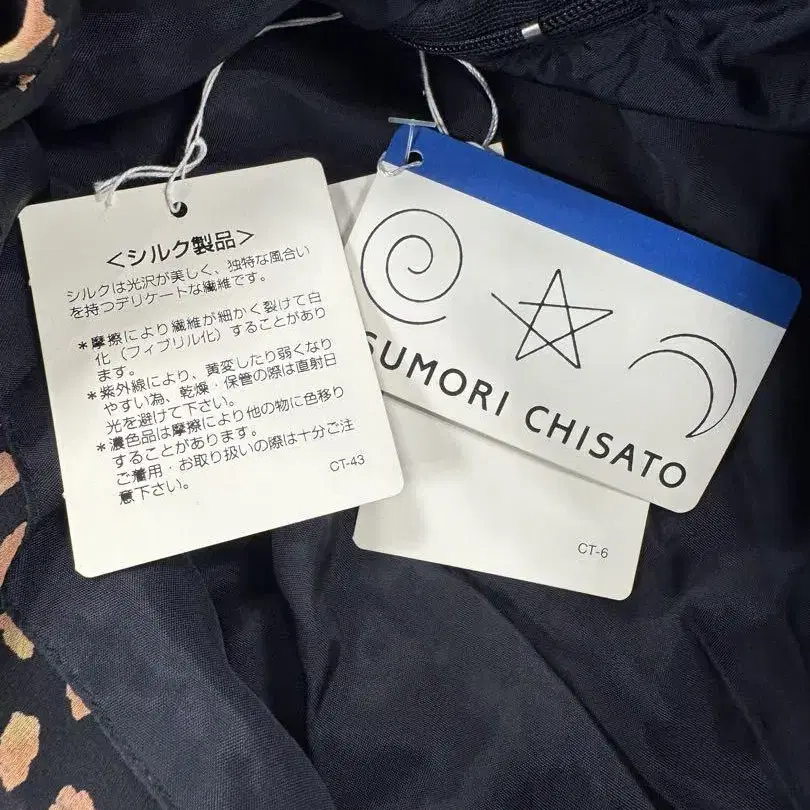 <シルク製品>
シルクは光沢が美しく、独特な風合い
を持つデリケートな繊維です。
*摩擦により繊維が細かく裂けて白
化（フィブリル化）することがあり
ます。
*紫外線により、黄変したり弱くなり
やすい為、乾燥・保管の際は直射日
光を避けて下さい。
*濃色品は摩擦により他の物に色移り
することがあります。
ご着用・お取り扱いの際は十分ご注
意下さい。
CT-43
SUMORI CHISATO
CT-6